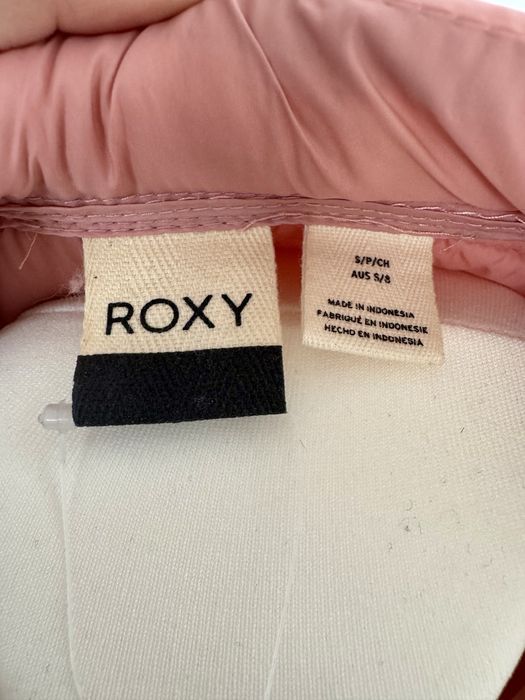 ROXY
S/P/CH
AUS S/8
MADE IN INDONESIA
FABRIQUÉ EN INDONESIE
HECHO EN INDONESIA